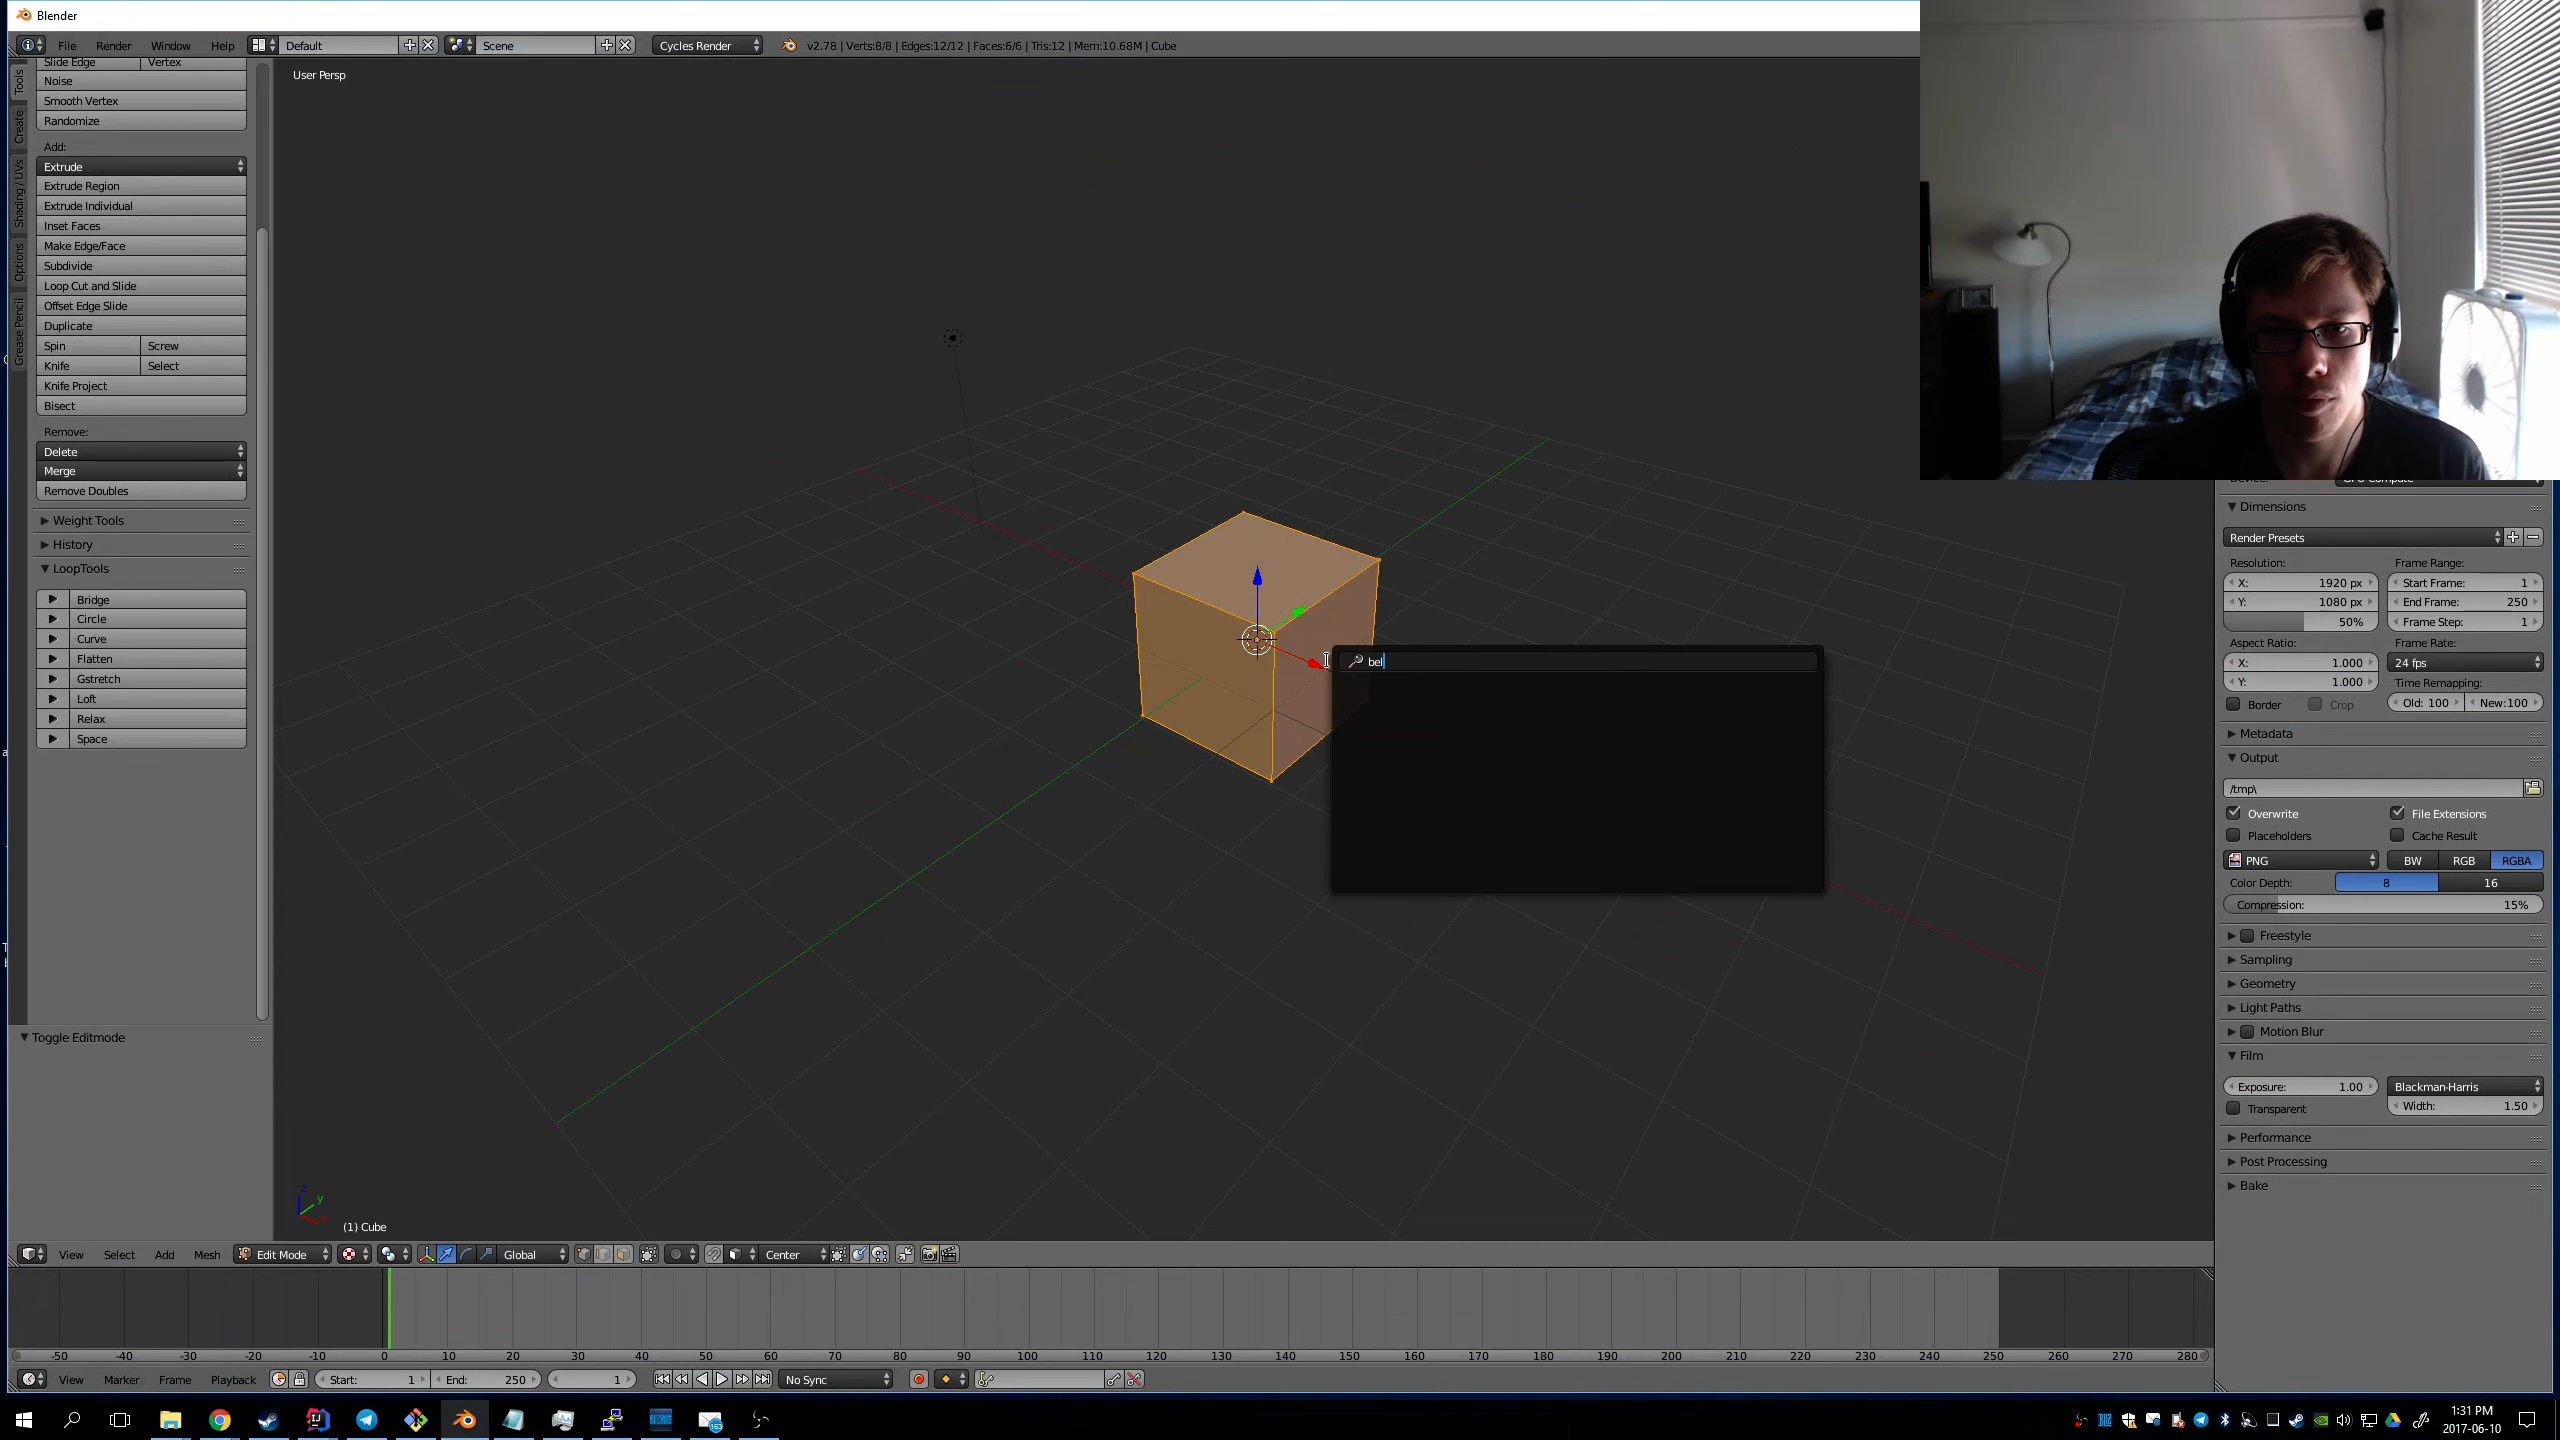 Blender
File Render Window Help Default Scene Cycles Render v2.78 | Verts:8/8 | Edges:12/12 | Faces:6/6 | Tris:12 | Mem:10.68M | Cube
Tools
Create
Shading / UVs
Options
Grease Pencil
Slide Edge Vertex
Noise
Smooth Vertex
Randomize
Add:
Extrude
Extrude Region
Extrude Individual
Inset Faces
Make Edge/Face
Subdivide
Loop Cut and Slide
Offset Edge Slide
Duplicate
Spin Screw
Knife Select
Knife Project
Bisect
Remove:
Delete
Merge
Remove Doubles
Weight Tools
History
LoopTools
Bridge
Circle
Curve
Flatten
Gstretch
Loft
Relax
Space
Toggle Editmode
User Persp
bel
z
y
(1) Cube
Dimensions
Render Presets
Resolution: Frame Range:
X: 1920 px Start Frame: 1
Y: 1080 px End Frame: 250
50% Frame Step: 1
Aspect Ratio: Frame Rate:
X: 1.000 24 fps
Y: 1.000 Time Remapping:
Border Crop Old: 100 New:100
Metadata
Output
/tmp\
Overwrite File Extensions
Placeholders Cache Result
PNG BW RGB RGBA
Color Depth: 8 16
Compression: 15%
Freestyle
Sampling
Geometry
Light Paths
Motion Blur
Film
Exposure: 1.00 Blackman-Harris
Transparent Width: 1.50
Performance
Post Processing
Bake
View Select Add Mesh Edit Mode Global Center
-50 -40 -30 -20 -10 0 10 20 30 40 50 60 70 80 90 100 110 120 130 140 150 160 170 180 190 200 210 220 230 240 250 260 270 280
View Marker Frame Playback Start: 1 End: 250 1 No Sync
163
1:31 PM
2017-06-10